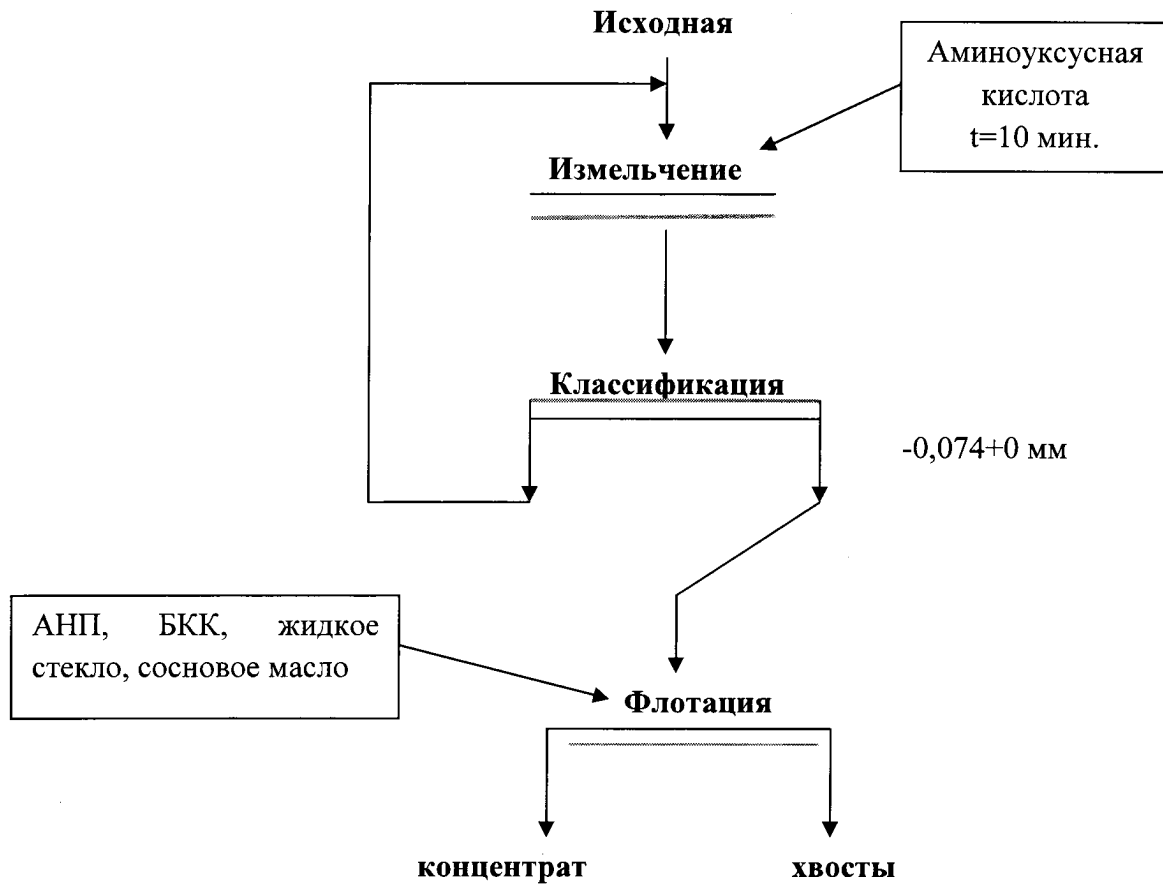 Исходная
Аминоуксусная
кислота
t=10 мин.
Измельчение
Классификация
-0,074+0 мм
АНП, БКК, жидкое
стекло, сосновое масло
Флотация
концентрат
хвосты